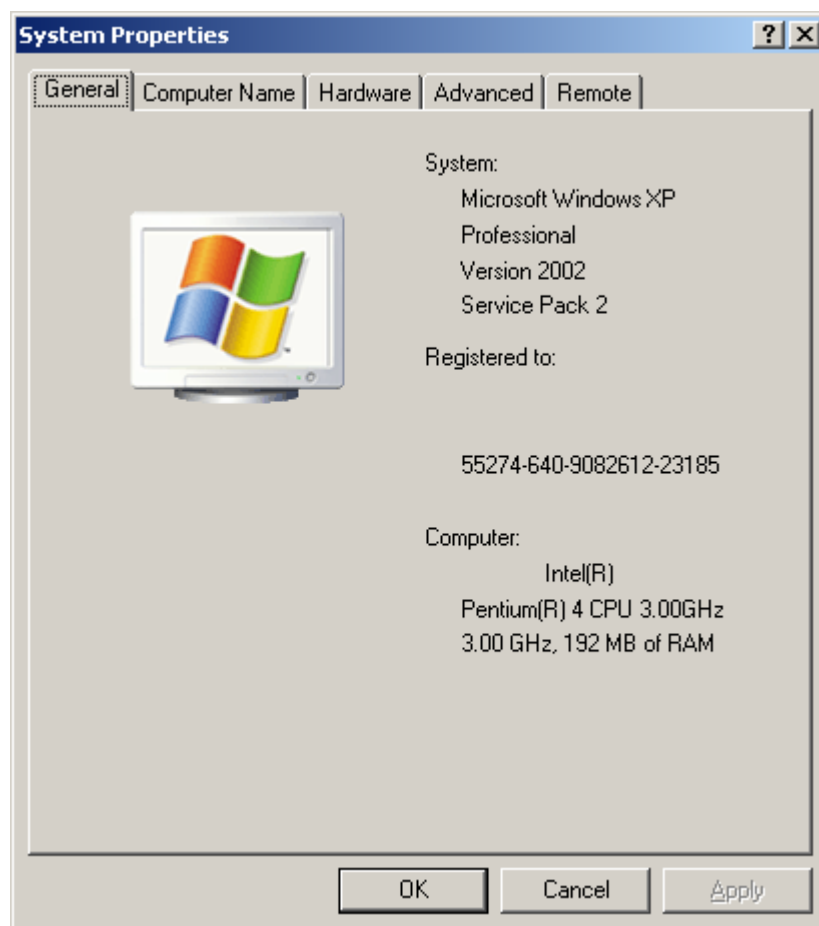 System Properties
General Computer Name Hardware Advanced Remote
System:
Microsoft Windows XP
Professional
Version 2002
Service Pack 2
Registered to:
55274-640-9082612-23185
Computer:
Intel(R)
Pentium(R) 4 CPU 3.00GHz
3.00 GHz, 192 MB of RAM
OK Cancel Apply